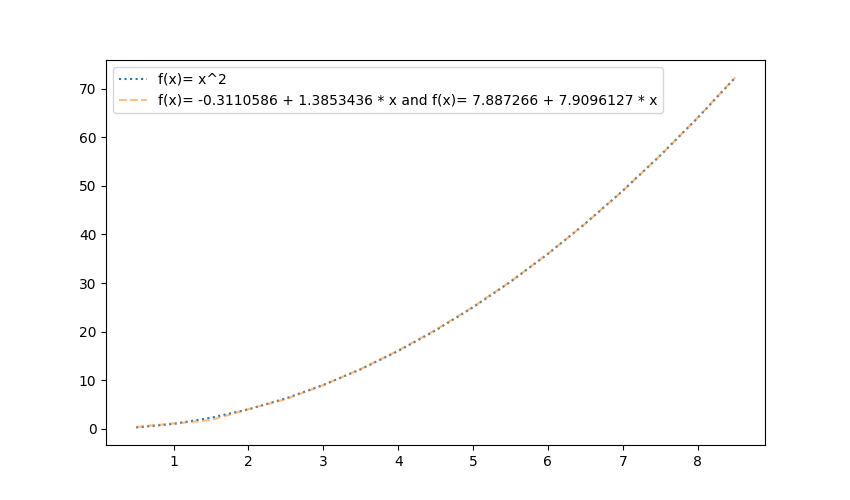 f(x)= x^2
f(x)= -0.3110586 + 1.3853436 * x and f(x)= 7.887266 + 7.9096127 * x
70
60
50
40
30
20
10
0
1 2 3 4 5 6 7 8